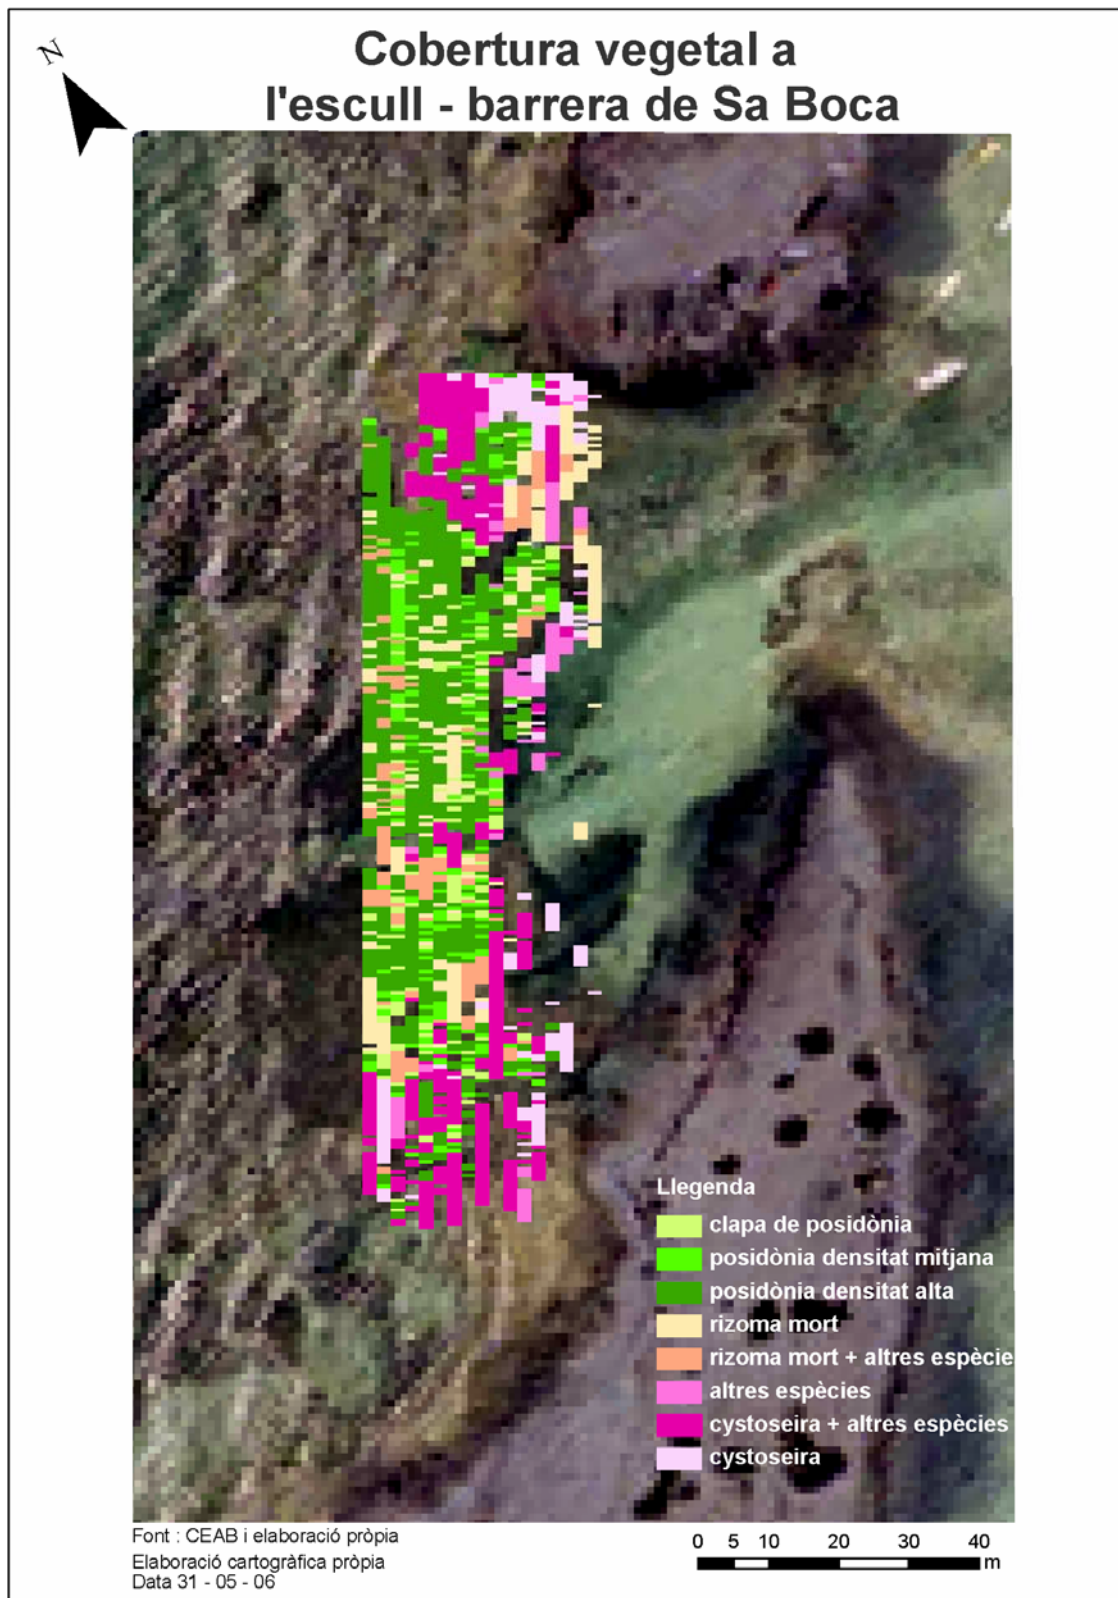 N
Cobertura vegetal a
l'escull - barrera de Sa Boca
Llegenda
clapa de posidònia
posidònia densitat mitjana
posidònia densitat alta
rizoma mort
rizoma mort + altres espècie
altres espècies
cystoseira + altres espècies
cystoseira
Font : CEAB i elaboració pròpia
Elaboració cartogràfica pròpia
Data 31 - 05 - 06
0 5 10 20 30 40
m